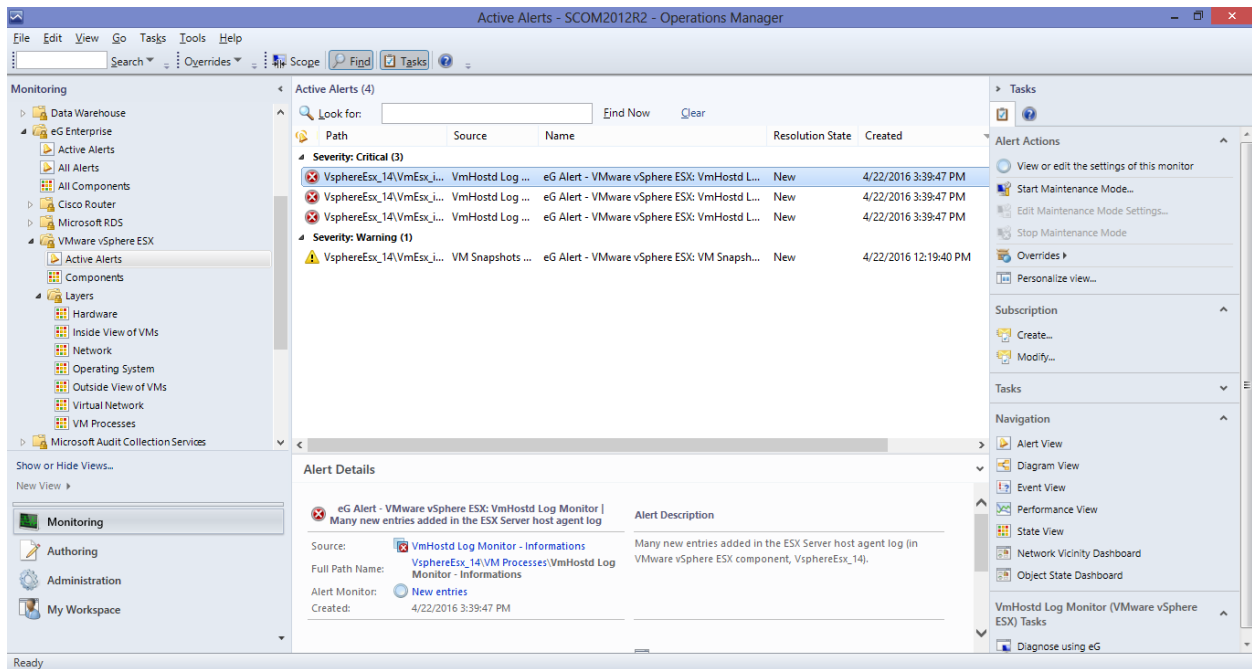 Active Alerts - SCOM2012R2 - Operations Manager
File Edit View Go Tasks Tools Help
Search Overrides Scope Find Tasks
Monitoring
Data Warehouse
eG Enterprise
Active Alerts
All Alerts
All Components
Cisco Router
Microsoft RDS
VMware vSphere ESX
Active Alerts
Components
Layers
Hardware
Inside View of VMs
Network
Operating System
Outside View of VMs
Virtual Network
VM Processes
Microsoft Audit Collection Services
Show or Hide Views...
New View
Monitoring
Authoring
Administration
My Workspace
Active Alerts (4)
Look for: Find Now Clear
Path Source Name Resolution State Created
Severity: Critical (3)
VsphereEsx_14\VmEsx_i... VmHostd Log ... eG Alert - VMware vSphere ESX: VmHostd L... New 4/22/2016 3:39:47 PM
VsphereEsx_14\VmEsx_i... VmHostd Log ... eG Alert - VMware vSphere ESX: VmHostd L... New 4/22/2016 3:39:47 PM
VsphereEsx_14\VmEsx_i... VmHostd Log ... eG Alert - VMware vSphere ESX: VmHostd L... New 4/22/2016 3:39:47 PM
Severity: Warning (1)
VsphereEsx_14\VmEsx_i... VM Snapshots ... eG Alert - VMware vSphere ESX: VM Snapsh... New 4/22/2016 12:19:40 PM
Alert Details
eG Alert - VMware vSphere ESX: VmHostd Log Monitor |
Many new entries added in the ESX Server host agent log
Source: VmHostd Log Monitor - Informations
Full Path Name: VsphereEsx_14\VM Processes\VmHostd Log
Monitor - Informations
Alert Monitor: New entries
Created: 4/22/2016 3:39:47 PM
Alert Description
Many new entries added in the ESX Server host agent log (in
VMware vSphere ESX component, VsphereEsx_14).
Tasks
Alert Actions
View or edit the settings of this monitor
Start Maintenance Mode...
Edit Maintenance Mode Settings...
Stop Maintenance Mode
Overrides
Personalize view...
Subscription
Create...
Modify...
Tasks
Navigation
Alert View
Diagram View
Event View
Performance View
State View
Network Vicinity Dashboard
Object State Dashboard
VmHostd Log Monitor (VMware vSphere
ESX) Tasks
Diagnose using eG
Ready